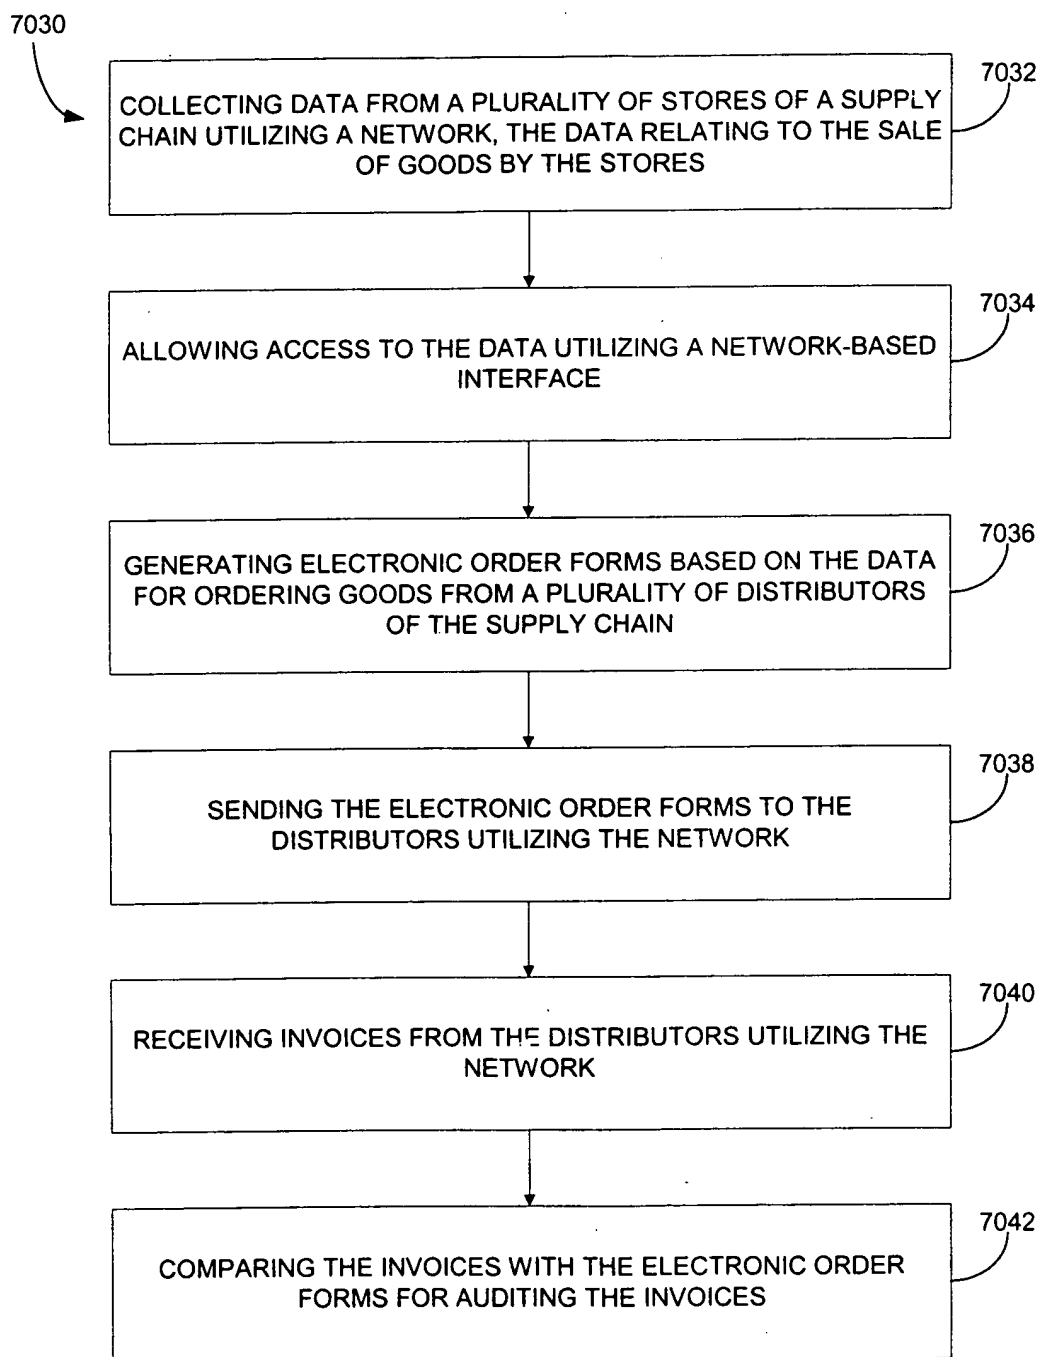 7030
7032
COLLECTING DATA FROM A PLURALITY OF STORES OF A SUPPLY
CHAIN UTILIZING A NETWORK, THE DATA RELATING TO THE SALE
OF GOODS BY THE STORES
7034
ALLOWING ACCESS TO THE DATA UTILIZING A NETWORK-BASED
INTERFACE
7036
GENERATING ELECTRONIC ORDER FORMS BASED ON THE DATA
FOR ORDERING GOODS FROM A PLURALITY OF DISTRIBUTORS
OF THE SUPPLY CHAIN
7038
SENDING THE ELECTRONIC ORDER FORMS TO THE
DISTRIBUTORS UTILIZING THE NETWORK
7040
RECEIVING INVOICES FROM THE DISTRIBUTORS UTILIZING THE
NETWORK
7042
COMPARING THE INVOICES WITH THE ELECTRONIC ORDER
FORMS FOR AUDITING THE INVOICES